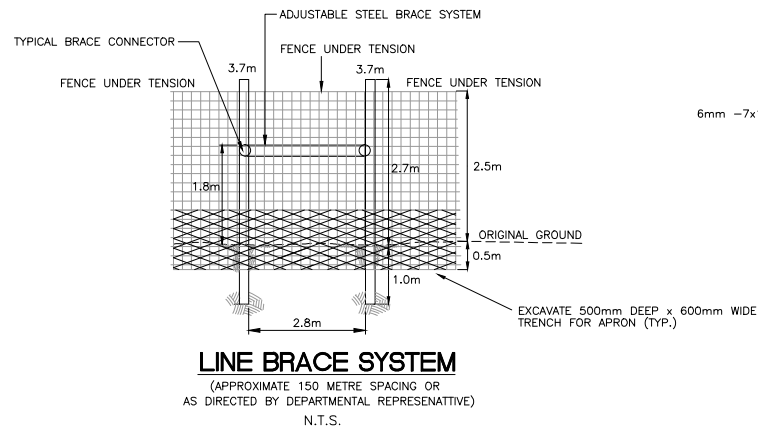 ADJUSTABLE STEEL BRACE SYSTEM
TYPICAL BRACE CONNECTOR
FENCE UNDER TENSION
3.7m
3.7m
FENCE UNDER TENSION
FENCE UNDER TENSION
6mm -7x
2.5m
2.7m
1.8m
ORIGINAL GROUND
0.5m
1.0m
EXCAVATE 500mm DEEP x 600mm WIDE
TRENCH FOR APRON (TYP.)
2.8m
LINE BRACE SYSTEM
(APPROXIMATE 150 METRE SPACING OR
AS DIRECTED BY DEPARTMENTAL REPRESENATTIVE)
N.T.S.